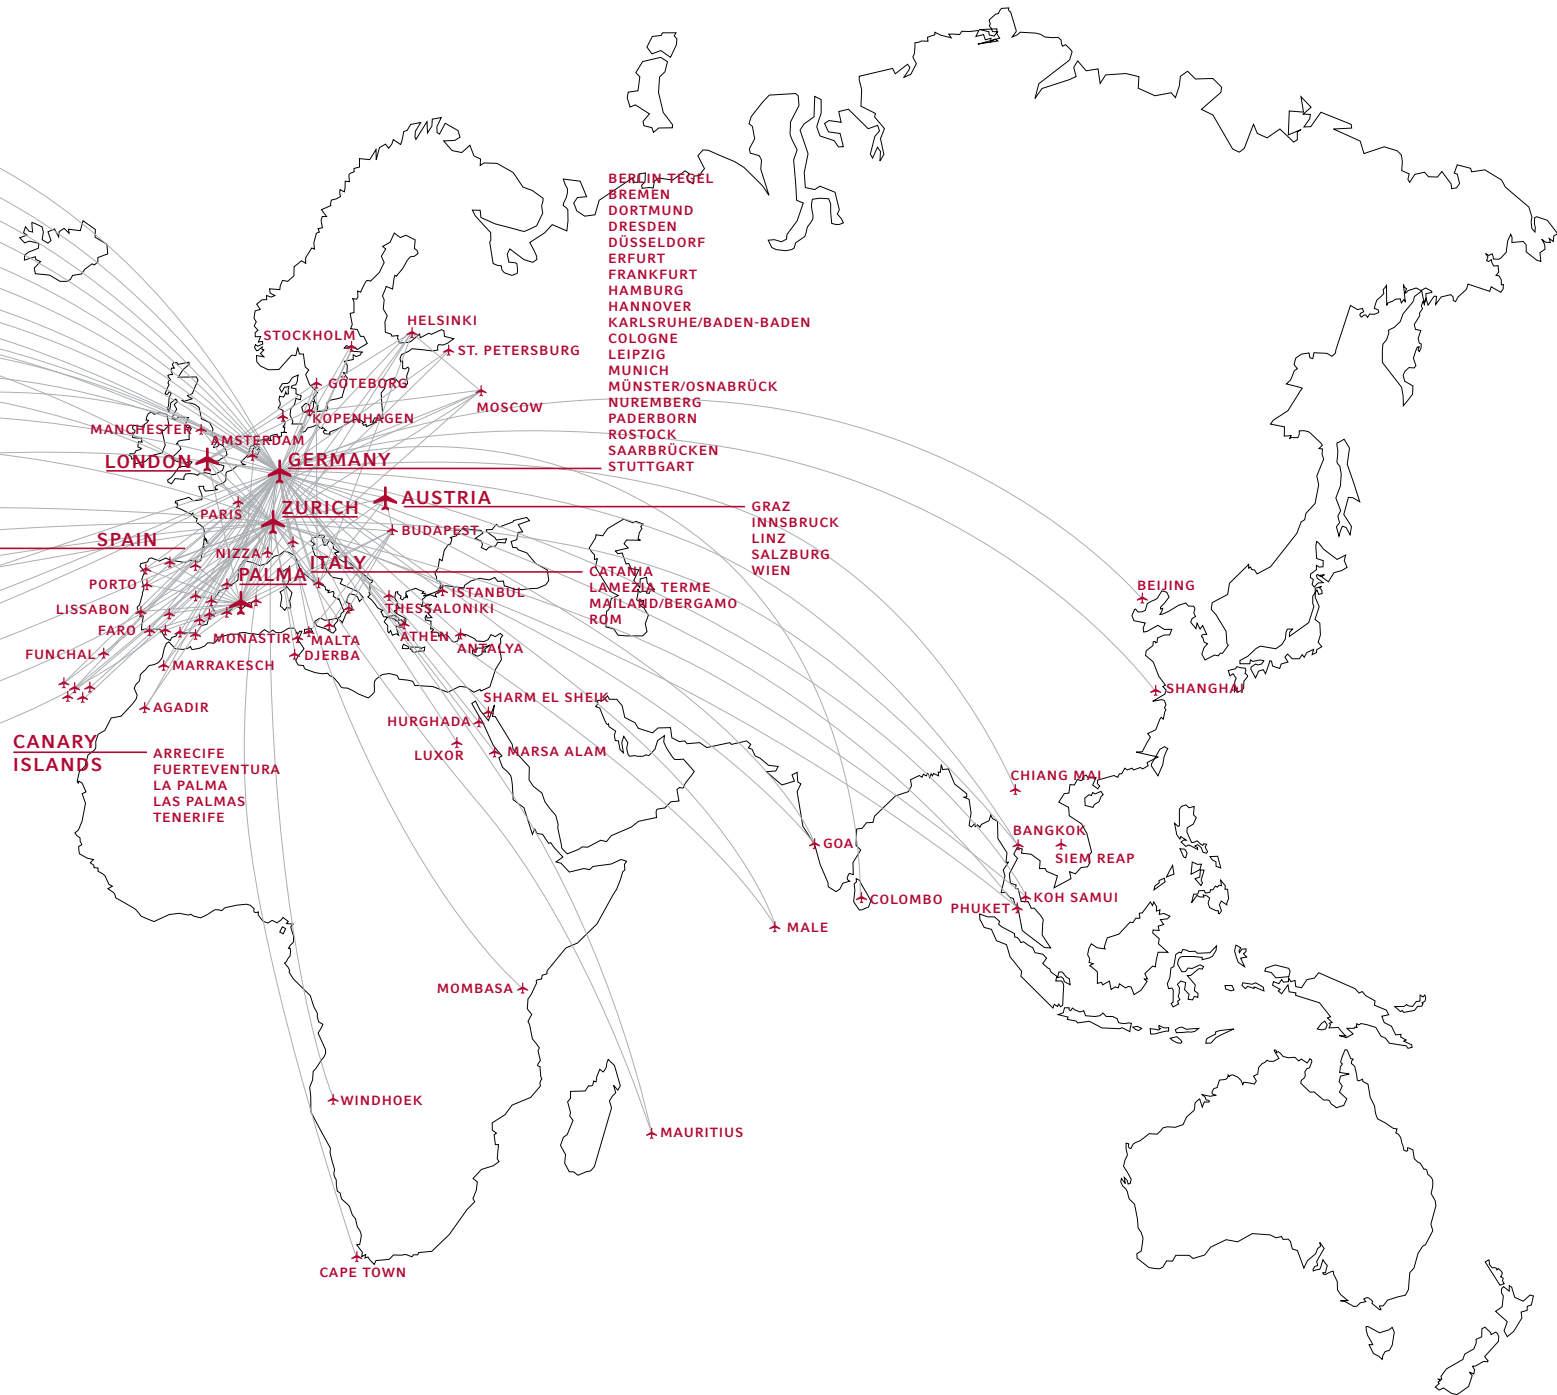 BERLIN TEGEL
BREMEN
DORTMUND
DRESDEN
DÜSSELDORF
ERFURT
FRANKFURT
HAMBURG
HANNOVER
KARLSRUHE/BADEN-BADEN
COLOGNE
LEIPZIG
MUNICH
MÜNSTER/OSNABRÜCK
NUREMBERG
PADERBORN
ROSTOCK
SAARBRÜCKEN
STUTTGART
HELSINKI
STOCKHOLM
ST. PETERSBURG
GÖTEBORG
MOSCOW
KOPENHAGEN
MANCHESTER
AMSTERDAM
LONDON
GERMANY
AUSTRIA
GRAZ
INNSBRUCK
LINZ
SALZBURG
WIEN
ZURICH
PARIS
BUDAPEST
SPAIN
NIZZA
ITALY
CATANIA
LAMEZIA TERME
MAILAND/BERGAMO
ROM
PALMA
PORTO
ISTANBUL
LISSABON
THESSALONIKI
FARO
MONASTIR
MALTA
ATHEN
ANTALYA
FUNCHAL
DJERBA
MARRAKESCH
AGADIR
SHARM EL SHEIK
HURGHADA
LUXOR
MARSA ALAM
CANARY
ISLANDS
ARRECIFE
FUERTEVENTURA
LA PALMA
LAS PALMAS
TENERIFE
BEIJING
SHANGHAI
CHIANG MAI
BANGKOK
SIEM REAP
GOA
COLOMBO
KOH SAMUI
PHUKET
MALE
MOMBASA
WINDHOEK
MAURITIUS
CAPE TOWN